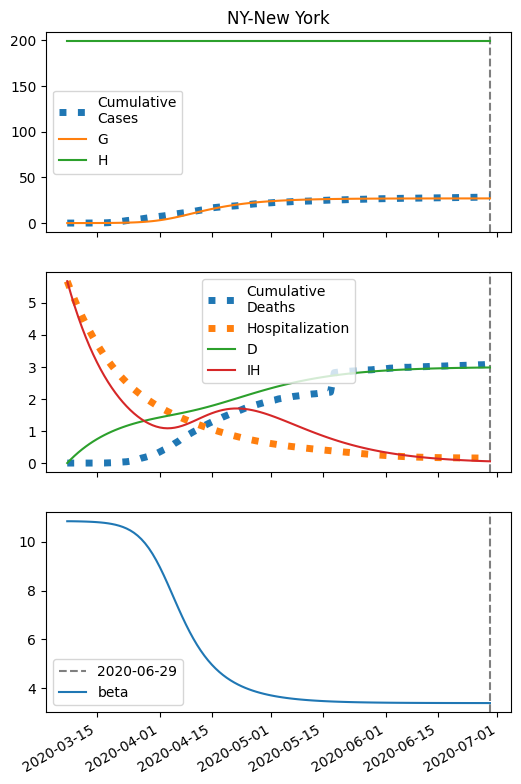 NY-New York
200
150
100
50
0
Cumulative
Cases
G
H
5
4
3
2
1
0
Cumulative
Deaths
Hospitalization
D
IH
10
8
6
4
2020-06-29
beta
2020-03-15
2020-04-01
2020-04-15
2020-05-01
2020-05-15
2020-06-01
2020-06-15
2020-07-01